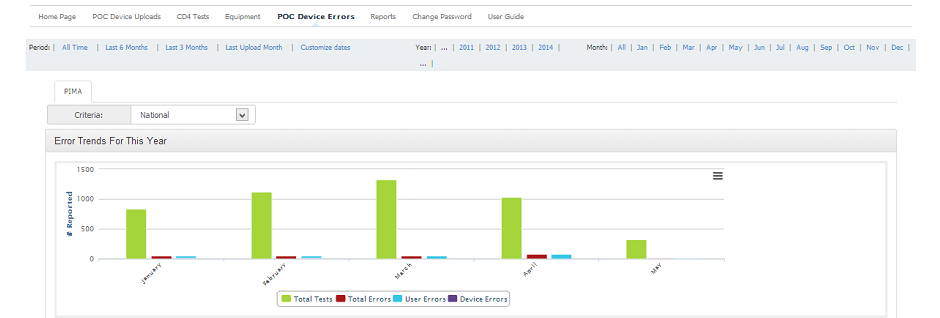 Home Page POC Device Uploads CD4 Tests Equipment POC Device Errors Reports Change Password User Guide
Period: | All Time | Last 6 Months | Last 3 Months | Last Upload Month | Customize dates Year: | ... | 2011 | 2012 | 2013 | 2014 | Month: | All | Jan | Feb | Mar | Apr | May | Jun | Jul | Aug | Sep | Oct | Nov | Dec |
... |
PIMA
Criteria: National
Error Trends For This Year
1500
1000
500
0
# Reported
January February March April May
Total Tests Total Errors User Errors Device Errors